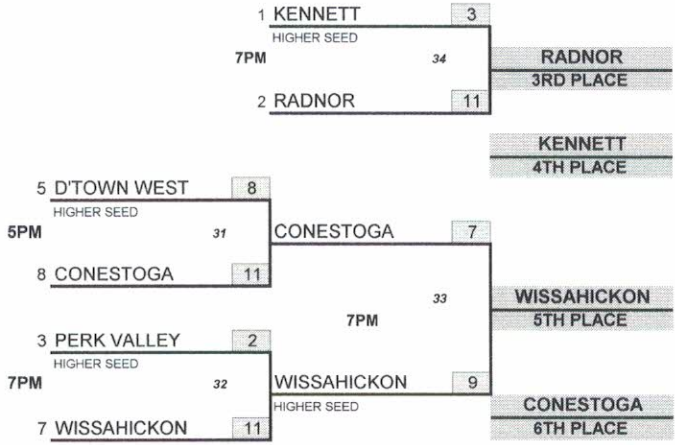 1 KENNETT 3
HIGHER SEED
7PM 34
RADNOR
3RD PLACE
2 RADNOR 11
KENNETT
4TH PLACE
5 D'TOWN WEST 8
HIGHER SEED
5PM 31
CONESTOGA 7
8 CONESTOGA 11
33
7PM
WISSAHICKON
5TH PLACE
3 PERK VALLEY 2
HIGHER SEED
7PM 32
WISSAHICKON 9
HIGHER SEED
CONESTOGA
6TH PLACE
7 WISSAHICKON 11